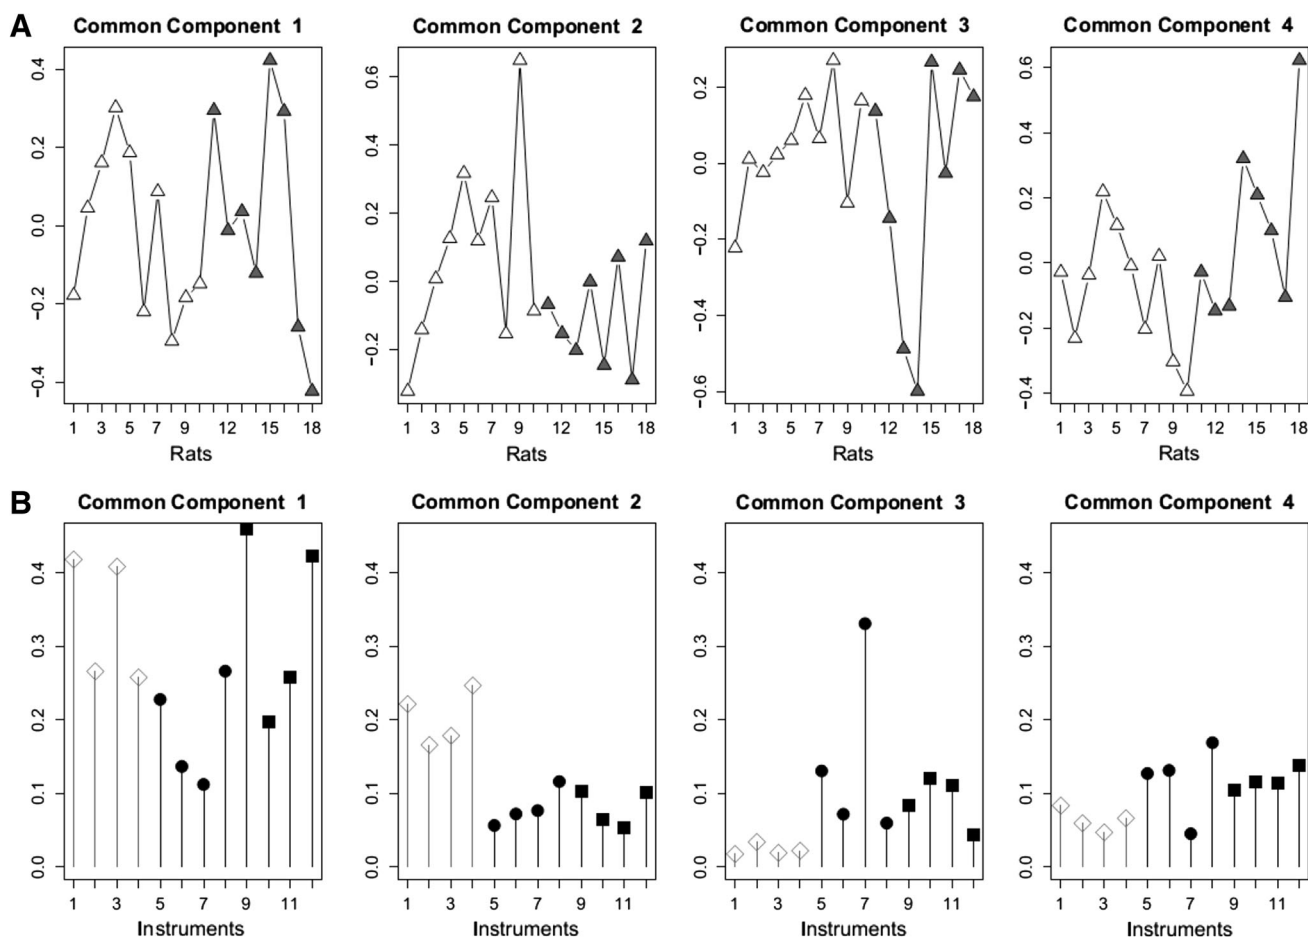 A
Common Component 1
Common Component 2
Common Component 3
Common Component 4
0.4
0.2
0.0
−0.2
−0.4
1 3 5 7 9 12 15 18
Rats
0.6
0.4
0.2
0.0
−0.2
1 3 5 7 9 12 15 18
Rats
0.2
0.0
−0.2
−0.4
−0.6
1 3 5 7 9 12 15 18
Rats
0.6
0.4
0.2
0.0
−0.2
−0.4
1 3 5 7 9 12 15 18
Rats
B
Common Component 1
Common Component 2
Common Component 3
Common Component 4
0.4
0.3
0.2
0.1
0.0
1 3 5 7 9 11
Instruments
0.4
0.3
0.2
0.1
0.0
1 3 5 7 9 11
Instruments
0.4
0.3
0.2
0.1
0.0
1 3 5 7 9 11
Instruments
0.4
0.3
0.2
0.1
0.0
1 3 5 7 9 11
Instruments